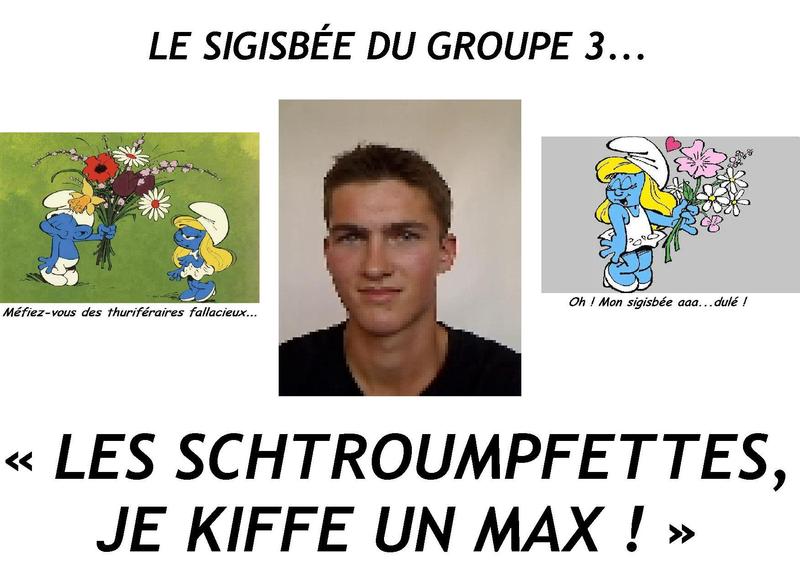 LE SIGISBÉE DU GROUPE 3...
Méfiez-vous des thuriféraires fallacieux...
Oh ! Mon sigisbée aaa...dulé !
« LES SCHTROUMPFETTES,
JE KIFFE UN MAX ! »